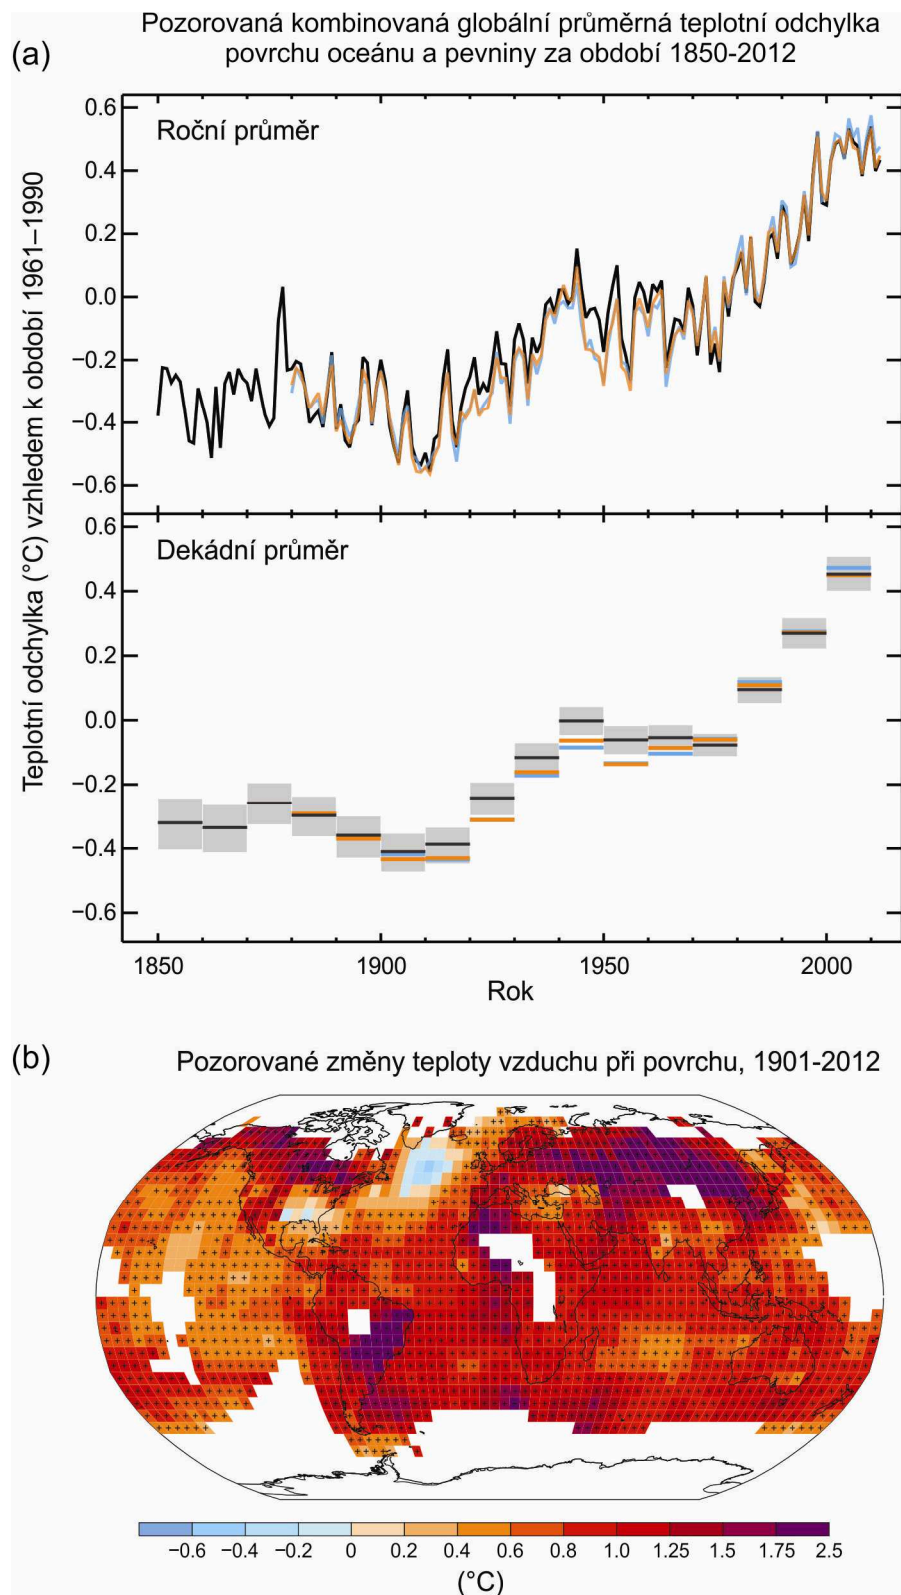 Pozorovaná kombinovaná globální průměrná teplotní odchylka
(a) povrchu oceánu a pevniny za období 1850-2012
Teplotní odchylka (°C) vzhledem k období 1961–1990
Roční průměr
0.6
0.4
0.2
0.0
−0.2
−0.4
−0.6
Dekádní průměr
0.6
0.4
0.2
0.0
−0.2
−0.4
−0.6
1850 1900 1950 2000
Rok
(b) Pozorované změny teploty vzduchu při povrchu, 1901-2012
−0.6 −0.4 −0.2 0 0.2 0.4 0.6 0.8 1.0 1.25 1.5 1.75 2.5
(°C)